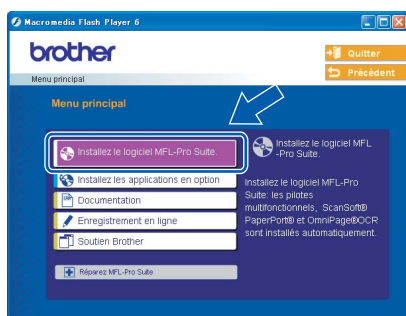 Macromedia Flash Player 6
brother
Quitter
Précédent
Menu principal
Menu principal
Installez le logiciel MFL-Pro Suite.
Installez les applications en option
Documentation
Enregistrement en ligne
Soutien Brother
Réparez MFL-Pro Suite
Installez le logiciel MFL
-Pro Suite.
Installez le logiciel MFL-Pro
Suite: les pilotes
multifonctionnels, ScanSoft®
PaperPort® et OmniPage®OCR
sont installés automatiquement.